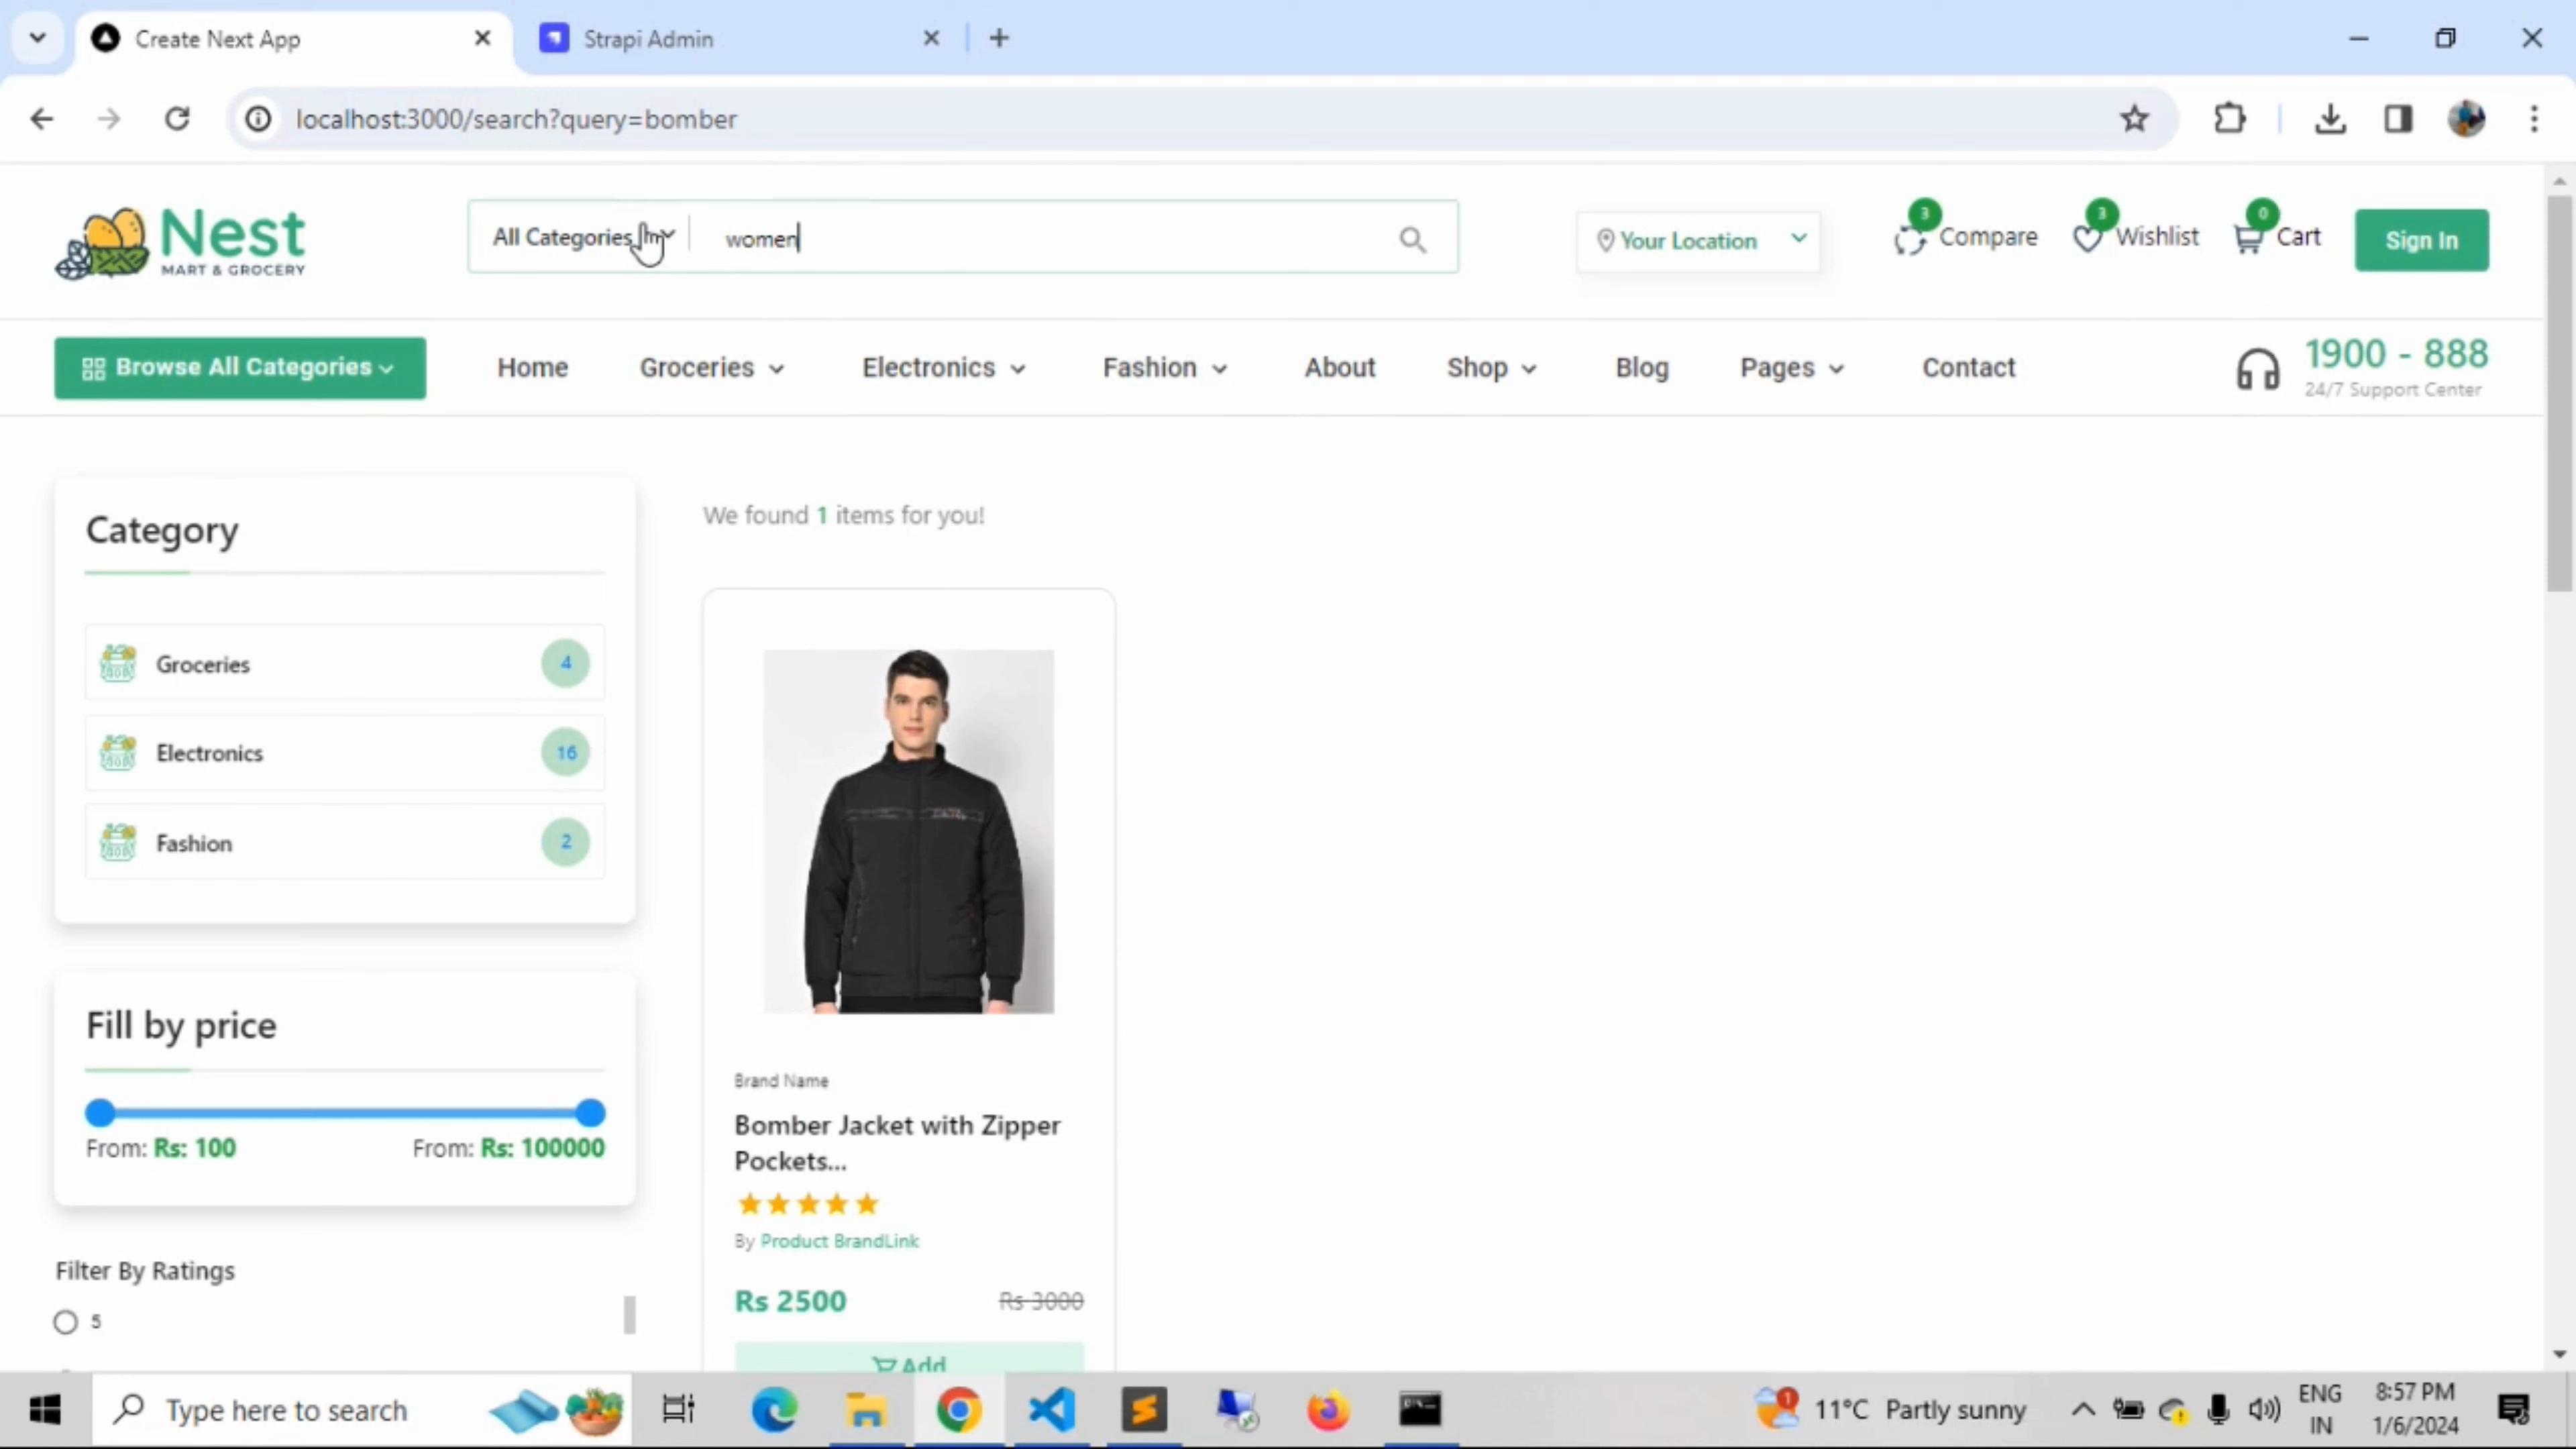 Create Next App
Strapi Admin
localhost:3000/search?query=bomber
Nest
MART & GROCERY
All Categories
women
Your Location
3
Compare
3
Wishlist
0
Cart
Sign In
Browse All Categories
Home
Groceries
Electronics
Fashion
About
Shop
Blog
Pages
Contact
1900 - 888
24/7 Support Center
Category
We found 1 items for you!
Groceries
4
Electronics
16
Fashion
2
Fill by price
From: Rs: 100
From: Rs: 100000
Filter By Ratings
5
Brand Name
Bomber Jacket with Zipper
Pockets...
By Product BrandLink
Rs 2500
Rs 3000
Add
Type here to search
1
11°C Partly sunny
ENG
IN
8:57 PM
1/6/2024